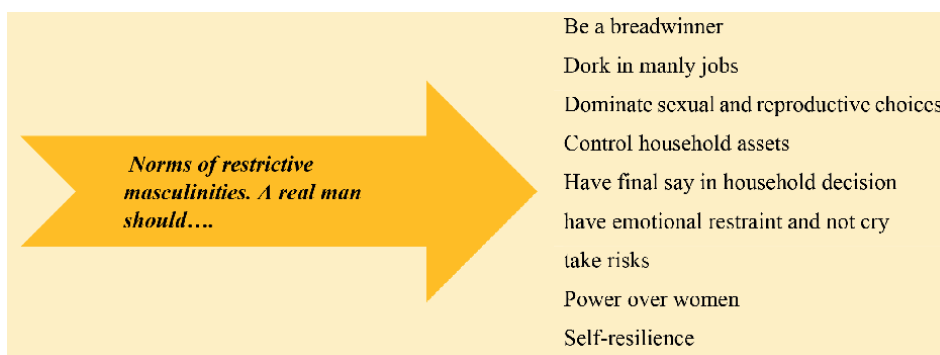 Norms of restrictive
masculinities. A real man
should….
Be a breadwinner
Dork in manly jobs
Dominate sexual and reproductive choices
Control household assets
Have final say in household decision
have emotional restraint and not cry
take risks
Power over women
Self-resilience